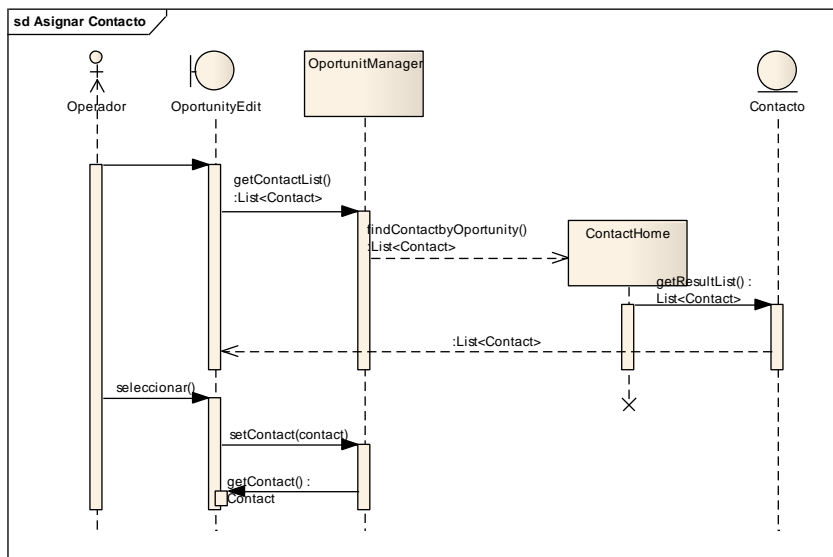 sd Asignar Contacto
Operador
OportunityEdit
OportunitManager
Contacto
getContactList()
:List<Contact>
findContactbyOportunity()
:List<Contact>
ContactHome
getResultList() :
List<Contact>
:List<Contact>
seleccionar()
setContact(contact)
getContact() :
Contact